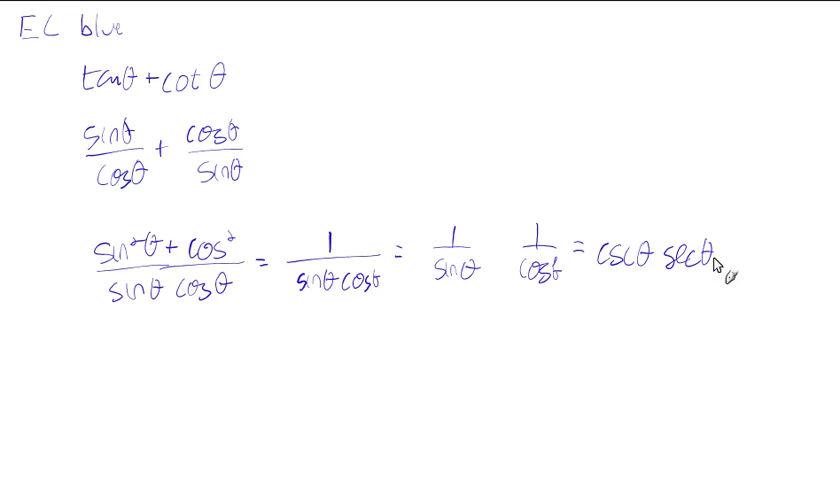 EC blue
tanθ + cot θ
sinθ/cosθ + cosθ/sinθ
(sin²θ + cos²)/(sinθ cosθ) = 1/(sinθ cosθ) = 1/sinθ 1/cosθ = cscθ secθ